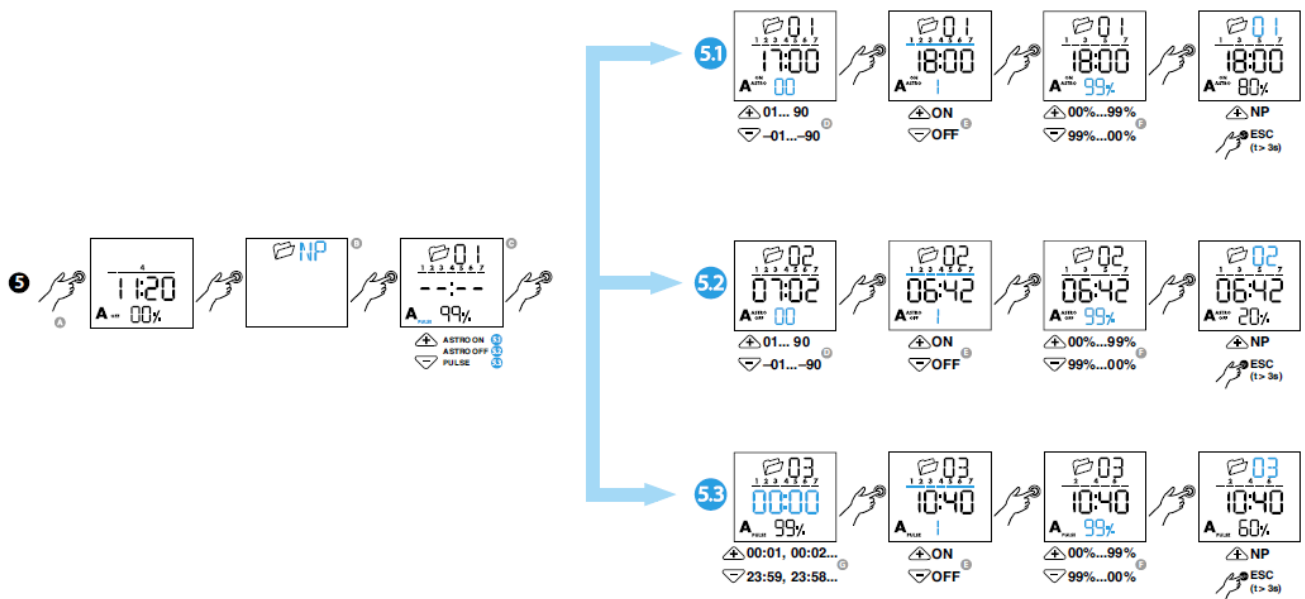 5
A
4
11:20
A OFF 00%
NP
B
01
1 2 3 4 5 6 7
--:--
A PULSE 99%
C
+ ASTRO ON 5.1
ASTRO OFF 5.2
- PULSE 5.3
5.1
01
1 2 3 4 5 6 7
17:00
A ON ASTRO 00
+ 01... 90
- –01...–90
D
01
1 2 3 4 5 6 7
18:00
A ON ASTRO 1
+ ON
- OFF
E
01
1 3 5 7
18:00
A ON ASTRO 99%
+ 00%...99%
- 99%...00%
F
01
1 3 5 7
18:00
A ON ASTRO 80%
+ NP
ESC
(t > 3s)
5.2
02
1 2 3 4 5 6 7
07:02
A ASTRO OFF 00
+ 01... 90
- –01...–90
D
02
1 2 3 4 5 6 7
06:42
A ASTRO OFF 1
+ ON
- OFF
E
02
1 3 5 7
06:42
A ASTRO OFF 99%
+ 00%...99%
- 99%...00%
F
02
1 3 5 7
06:42
A ASTRO OFF 20%
+ NP
ESC
(t > 3s)
5.3
03
1 2 3 4 5 6 7
00:00
A PULSE 99%
+ 00:01, 00:02...
- 23:59, 23:58...
G
03
1 2 3 4 5 6 7
10:40
A PULSE 1
+ ON
- OFF
E
03
2 4 6
10:40
A PULSE 99%
+ 00%...99%
- 99%...00%
F
03
2 4 6
10:40
A PULSE 60%
+ NP
ESC
(t > 3s)